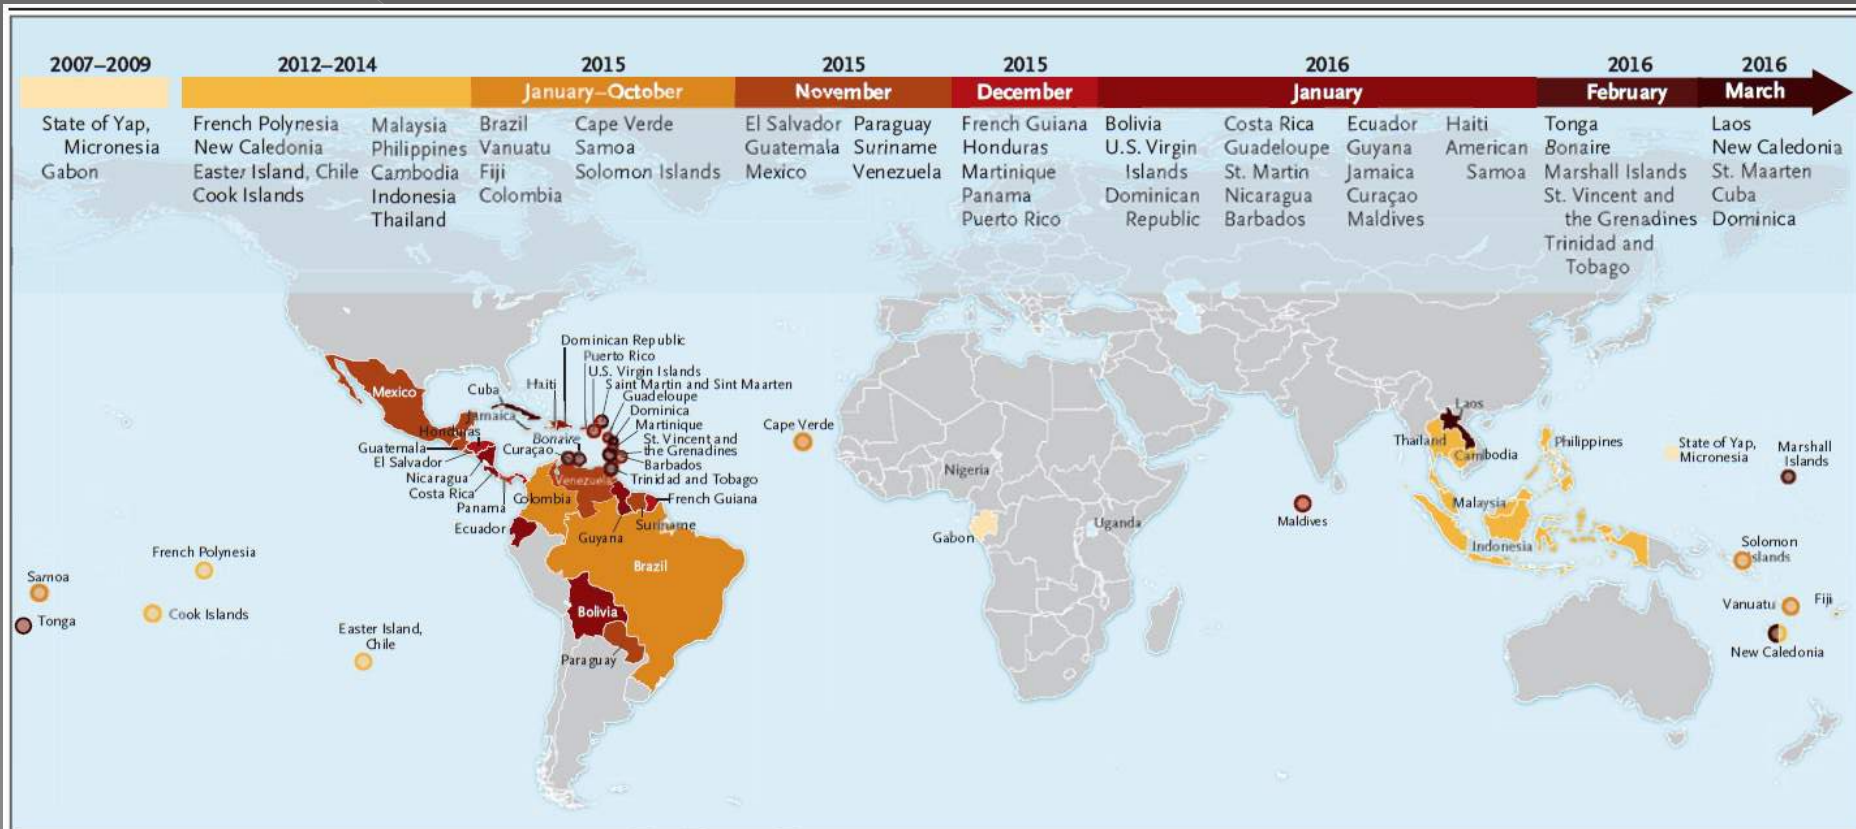 2007–2009
2012–2014
2015
2015
2015
2016
2016
2016
January–October
November
December
January
February
March
State of Yap,
Micronesia
Gabon
French Polynesia
New Caledonia
Easter Island, Chile
Cook Islands
Malaysia
Philippines
Cambodia
Indonesia
Thailand
Brazil
Vanuatu
Fiji
Colombia
Cape Verde
Samoa
Solomon Islands
El Salvador
Guatemala
Mexico
Paraguay
Suriname
Venezuela
French Guiana
Honduras
Martinique
Panama
Puerto Rico
Bolivia
U.S. Virgin
Islands
Dominican
Republic
Costa Rica
Guadeloupe
St. Martin
Nicaragua
Barbados
Ecuador
Guyana
Jamaica
Curaçao
Maldives
Haiti
American
Samoa
Tonga
Bonaire
Marshall Islands
St. Vincent and
the Grenadines
Trinidad and
Tobago
Laos
New Caledonia
St. Maarten
Cuba
Dominica
Dominican Republic
Puerto Rico
U.S. Virgin Islands
Saint Martin and Sint Maarten
Guadeloupe
Dominica
Martinique
St. Vincent and
the Grenadines
Barbados
Trinidad and Tobago
French Guiana
Suriname
Guyana
Haiti
Cuba
Jamaica
Mexico
Honduras
Bonaire
Curaçao
Guatemala
El Salvador
Nicaragua
Costa Rica
Panama
Venezuela
Colombia
Ecuador
Brazil
Bolivia
Paraguay
French Polynesia
Samoa
Tonga
Cook Islands
Easter Island,
Chile
Cape Verde
Nigeria
Gabon
Uganda
Maldives
Laos
Thailand
Cambodia
Philippines
Malaysia
Indonesia
State of Yap,
Micronesia
Marshall
Islands
Solomon
Islands
Vanuatu
Fiji
New Caledonia